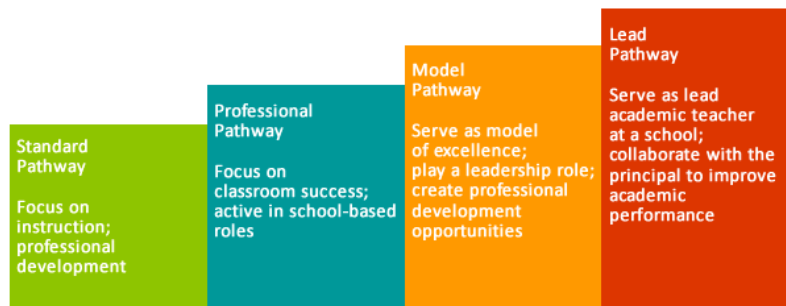 Standard
Pathway
Focus on
instruction;
professional
development
Professional
Pathway
Focus on
classroom success;
active in school-based
roles
Model
Pathway
Serve as model
of excellence;
play a leadership role;
create professional
development
opportunities
Lead
Pathway
Serve as lead
academic teacher
at a school;
collaborate with the
principal to improve
academic
performance